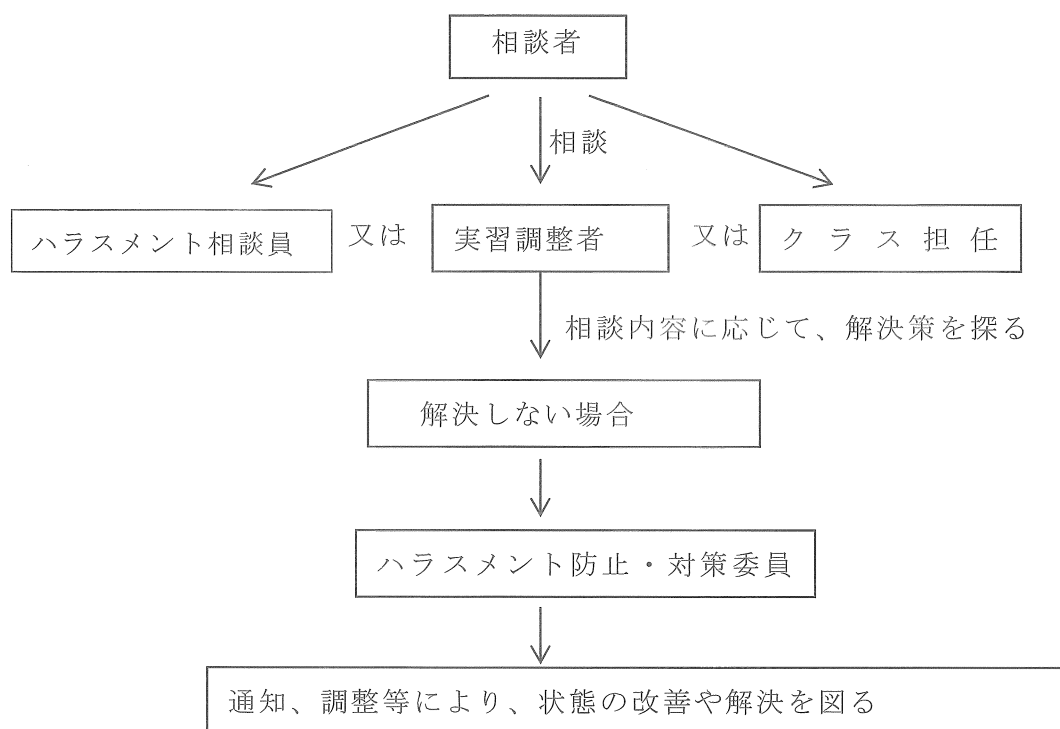 相談者
相談
ハラスメント相談員 又は 実習調整者 又は クラス担任
相談内容に応じて、解決策を探る
解決しない場合
ハラスメント防止・対策委員
通知、調整等により、状態の改善や解決を図る